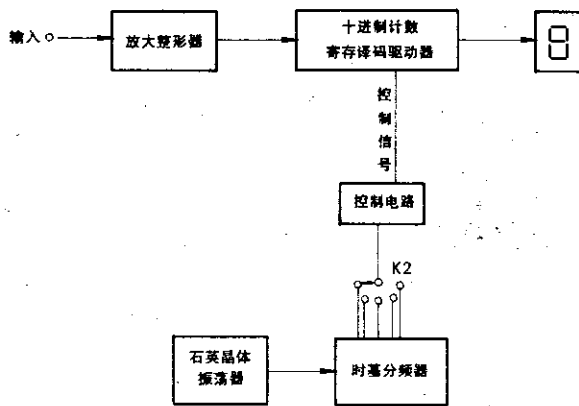 输入
放大整形器
十进制计数
寄存译码驱动器
8
控制信号
控制电路
K2
石英晶体
振荡器
时基分频器